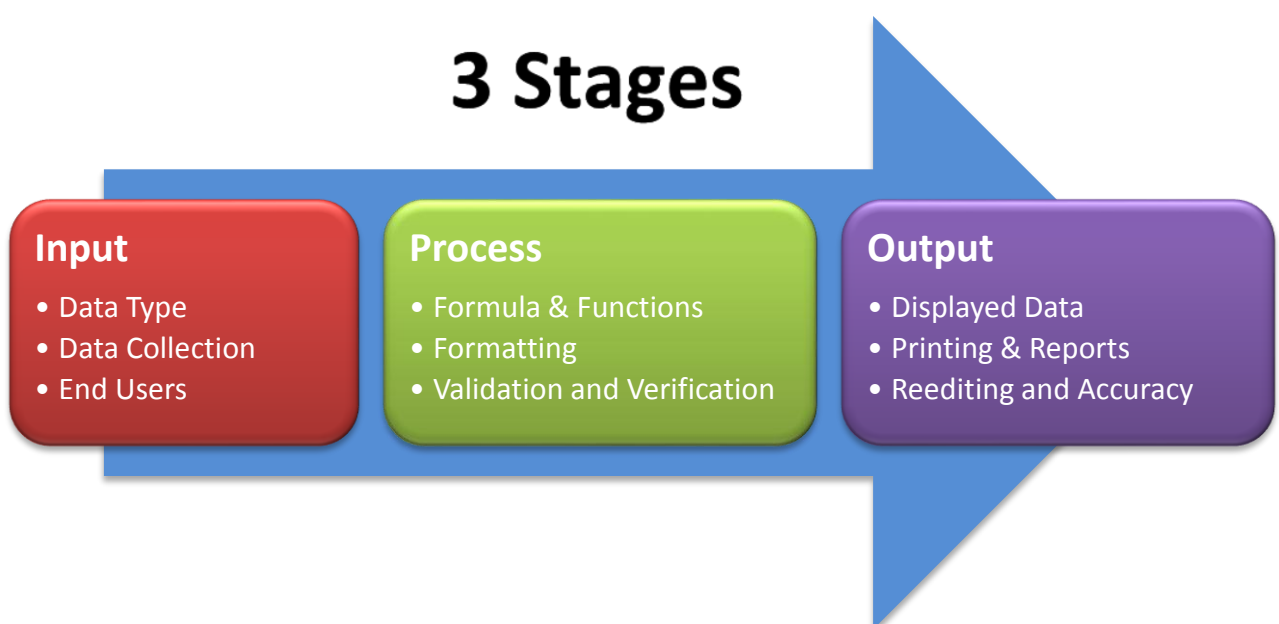 3 Stages
Input
• Data Type
• Data Collection
• End Users
Process
• Formula & Functions
• Formatting
• Validation and Verification
Output
• Displayed Data
• Printing & Reports
• Reediting and Accuracy